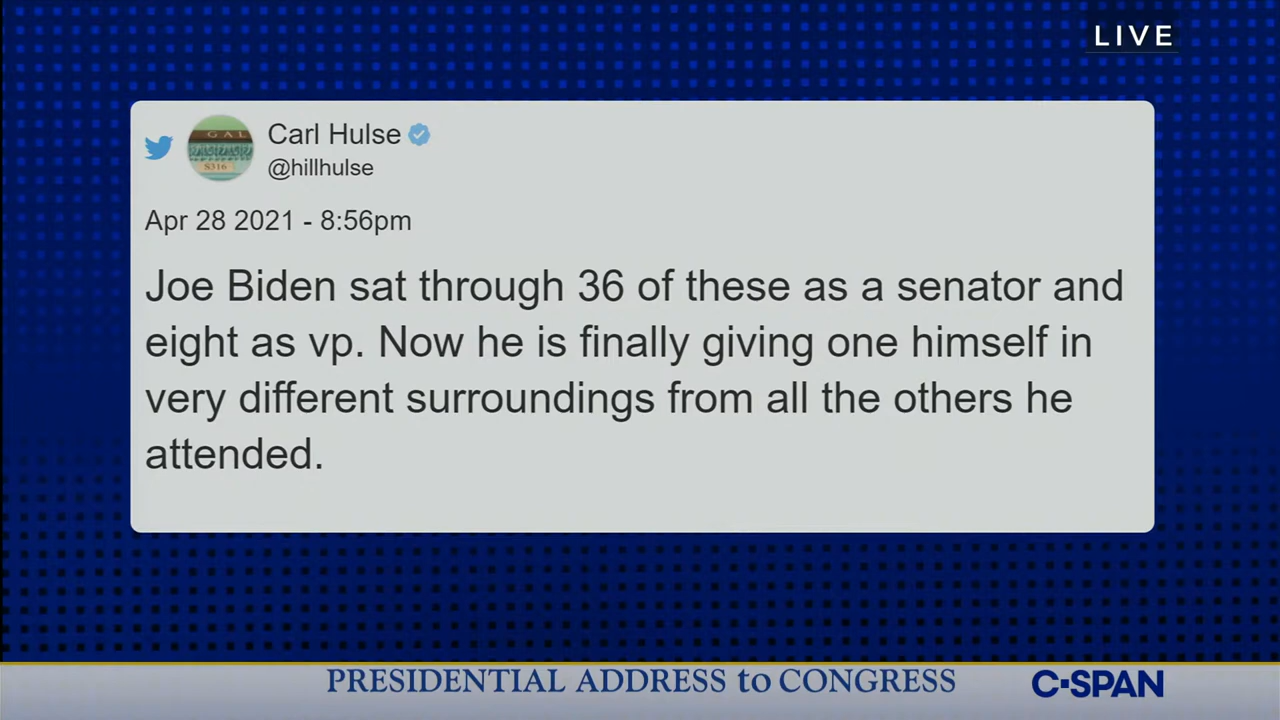 LIVE
Carl Hulse
@hillhulse
GAL
S316
Apr 28 2021 - 8:56pm
Joe Biden sat through 36 of these as a senator and
eight as vp. Now he is finally giving one himself in
very different surroundings from all the others he
attended.
PRESIDENTIAL ADDRESS to CONGRESS
C-SPAN